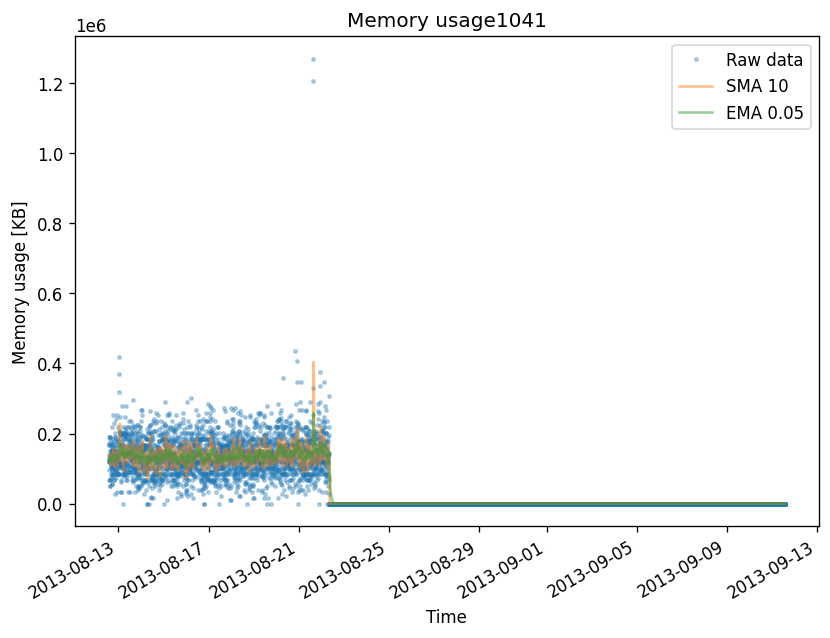 Memory usage1041
1e6
Raw data
SMA 10
EMA 0.05
1.2
1.0
0.8
0.6
0.4
0.2
0.0
Memory usage [KB]
2013-08-13
2013-08-17
2013-08-21
2013-08-25
2013-08-29
2013-09-01
2013-09-05
2013-09-09
2013-09-13
Time